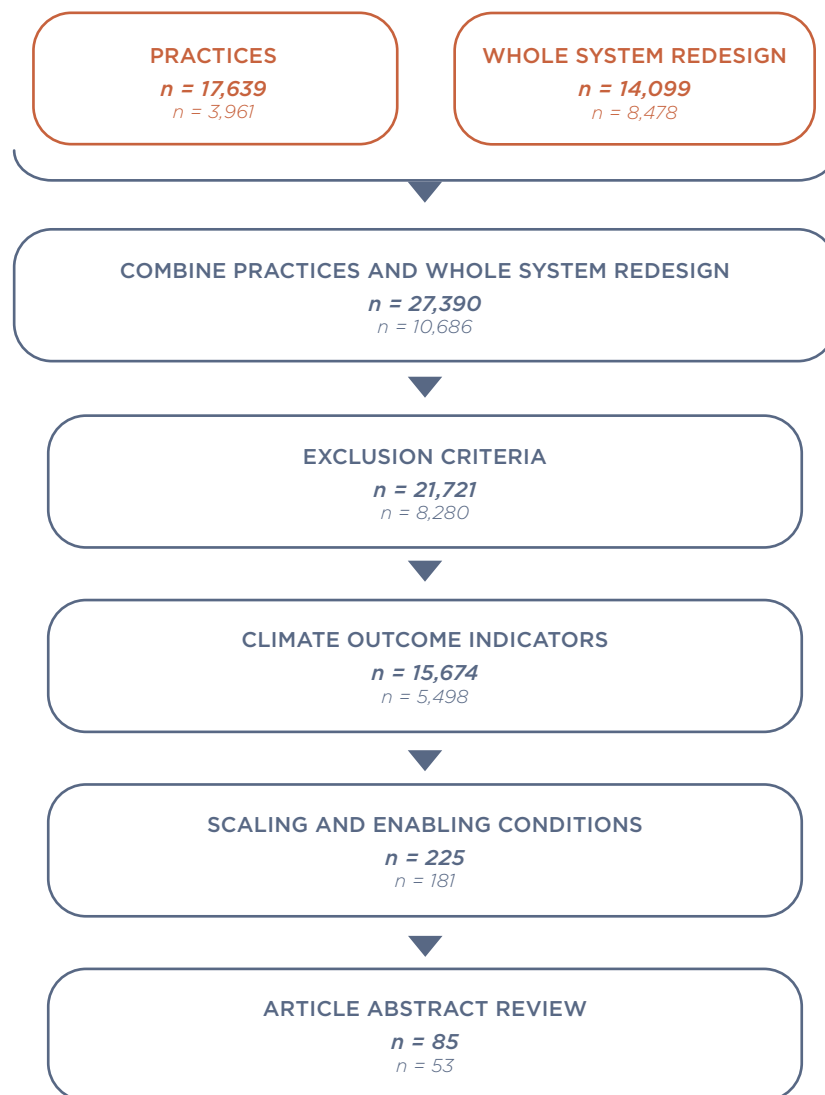 PRACTICES
n = 17,639
n = 3,961
WHOLE SYSTEM REDESIGN
n = 14,099
n = 8,478
COMBINE PRACTICES AND WHOLE SYSTEM REDESIGN
n = 27,390
n = 10,686
EXCLUSION CRITERIA
n = 21,721
n = 8,280
CLIMATE OUTCOME INDICATORS
n = 15,674
n = 5,498
SCALING AND ENABLING CONDITIONS
n = 225
n = 181
ARTICLE ABSTRACT REVIEW
n = 85
n = 53